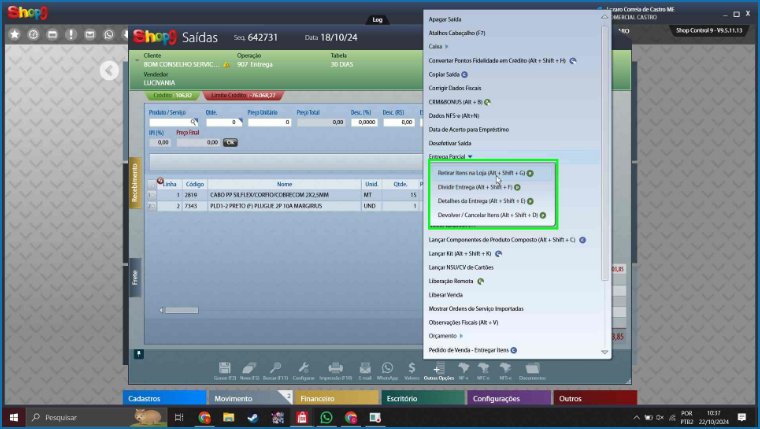 Shop9
Log
Lázaro Correia de Castro ME
COMERCIAL CASTRO
Shop Control 9 - V9.5.11.13
Shop9 Saídas
Seq. 642731
Data 18/10/24
Cliente
BOM CONSELHO SERVIC...
Operação
907 Entrega
Tabela
30 DIAS
Vendedor
LUCIVANIA
Crédito 106,82
Limite Crédito -76.068,27
Produto / Serviço
Qtde.
Preço Unitário
Preço Total
Desc. (%)
Desc. (R$)
0,00
0,0000
0,00
IPI (%)
Preço Final
0,00
0,00
OK
Recebimento
Frete
Linha
Código
Nome
Unid.
Qtde.
1
2819
CABO PP SILFLEX/CORFIO/COBRECOM 2X2,5MM
MT
15
2
7343
PLD1-2 PRETO (F) PLUGUE 2P 10A MARGIRIUS
UND
1
Apagar Saída
Atalhos Cabeçalho (F7)
Caixa
Converter Pontos Fidelidade em Crédito (Alt + Shift + H)
Copiar Saída
Corrigir Dados Fiscais
CRM&BONUS (Alt + B)
Dados NFS-e (Alt+N)
Data de Acerto para Empréstimo
Desefetivar Saída
Entrega Parcial
Retirar Itens na Loja (Alt + Shift + G)
Dividir Entrega (Alt + Shift + F)
Detalhes da Entrega (Alt + Shift + E)
Devolver / Cancelar Itens (Alt + Shift + D)
Lançar Componentes de Produto Composto (Alt + Shift + C)
Lançar Kit (Alt + Shift + K)
Lançar NSU/CV de Cartões
Liberação Remota
Liberar Venda
Mostrar Ordens de Serviço Importadas
Observações Fiscais (Alt + V)
Orçamento
Pedido de Venda - Entregar Itens
Gravar (F2)
Novo (F5)
Buscar (F11)
Configurar
Impressão (F10)
E-mail
WhatsApp
Valores
Outras Opções
NF-e
NFC-e
NFS-e
Documentos
Cadastros
Movimento
2
Financeiro
Escritório
Configurações
Outros
Pesquisar
POR
PTB2
10:37
22/10/2024